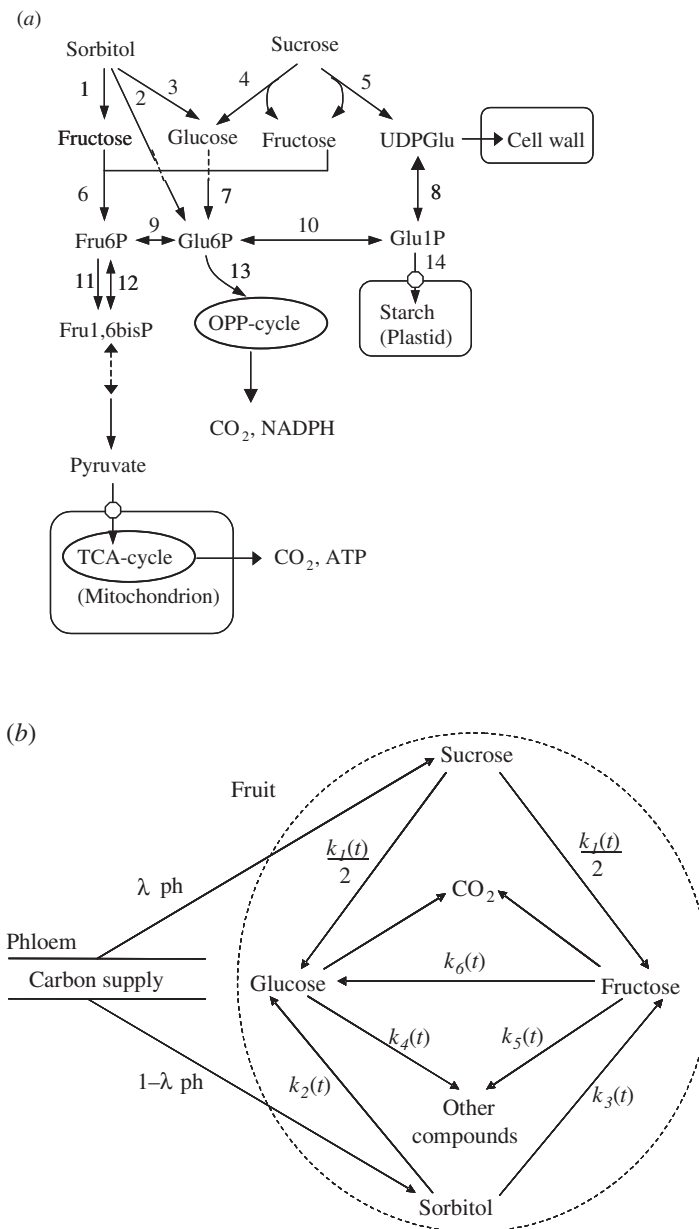 (a)
Sorbitol
Sucrose
1
2
3
4
5
Fructose
Glucose
Fructose
UDPGlu
Cell wall
6
7
8
9
10
Fru6P
Glu6P
Glu1P
11
12
13
14
Fru1,6bisP
OPP-cycle
Starch
(Plastid)
CO2, NADPH
Pyruvate
TCA-cycle
CO2, ATP
(Mitochondrion)
(b)
Sucrose
Fruit
k1(t)
2
k1(t)
2
λ ph
CO2
Phloem
Carbon supply
Glucose
k6(t)
Fructose
k4(t)
k5(t)
1–λ ph
k2(t)
k3(t)
Other
compounds
Sorbitol